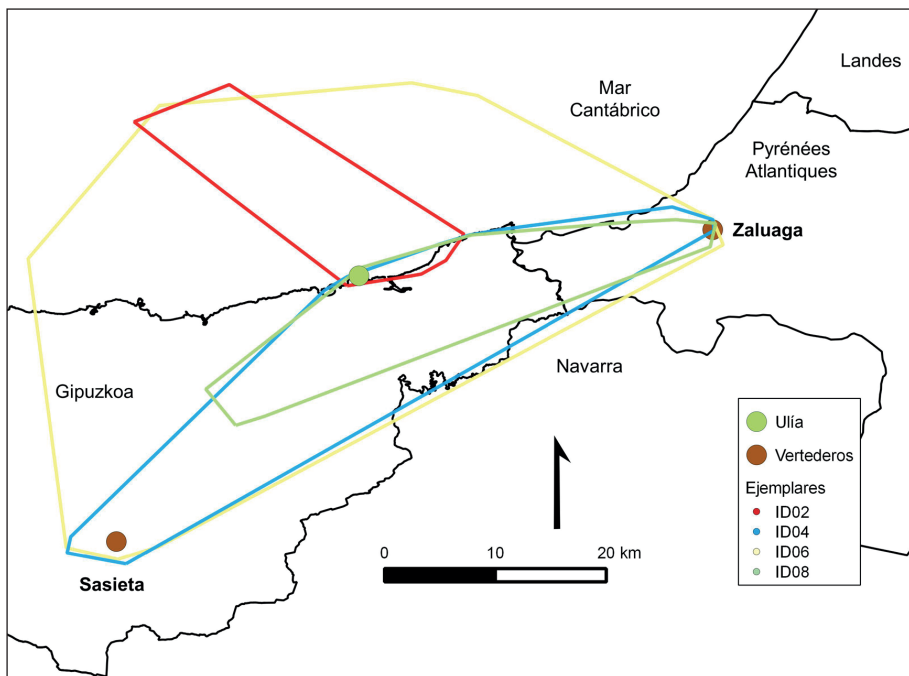 Landes
Mar
Cantábrico
Pyrénées
Atlantiques
Zaluaga
Gipuzkoa
Navarra
Sasieta
0 10 20 km
Ulía
Vertederos
Ejemplares
ID02
ID04
ID06
ID08